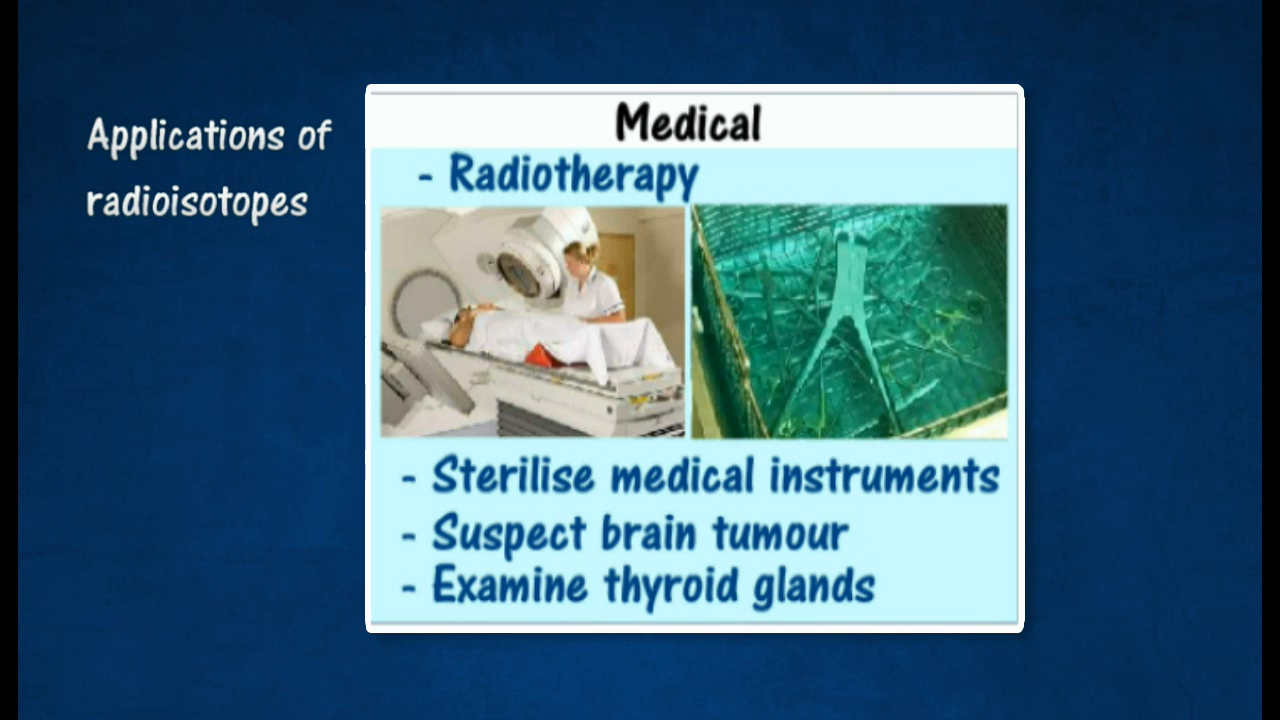 Applications of
radioisotopes
Medical
- Radiotherapy
- Sterilise medical instruments
- Suspect brain tumour
- Examine thyroid glands